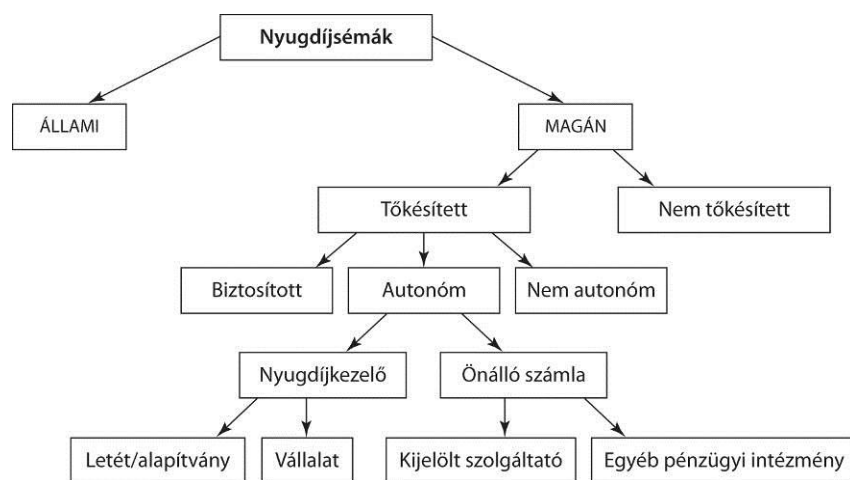 Nyugdíjsémák
ÁLLAMI
MAGÁN
Tőkésített
Nem tőkésített
Biztosított
Autonóm
Nem autonóm
Nyugdíjkezelő
Önálló számla
Letét/alapítvány
Vállalat
Kijelölt szolgáltató
Egyéb pénzügyi intézmény